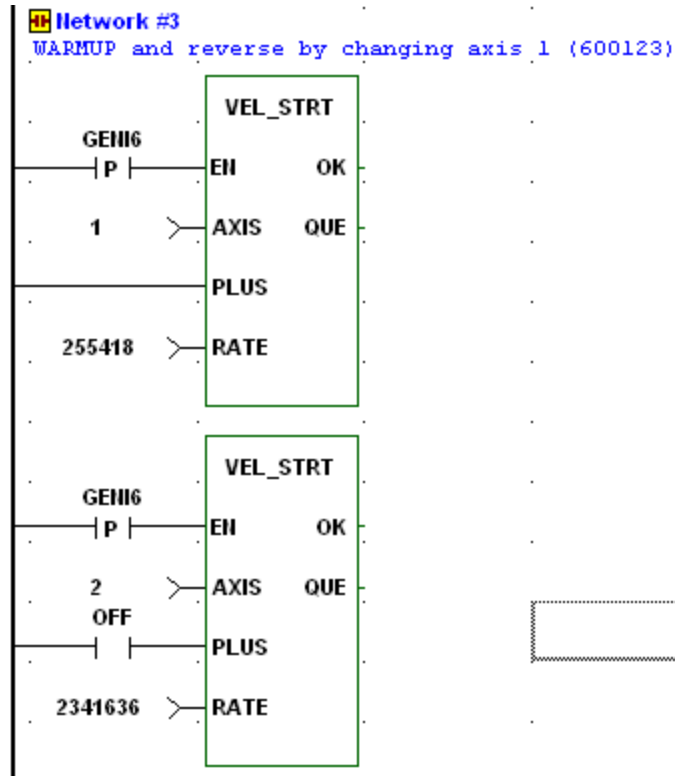 Network #3
WARMUP and reverse by changing axis 1 (600123)
VEL_STRT
GENI6
P EN OK
1 AXIS QUE
PLUS
255418 RATE
VEL_STRT
GENI6
P EN OK
2 AXIS QUE
OFF
PLUS
2341636 RATE